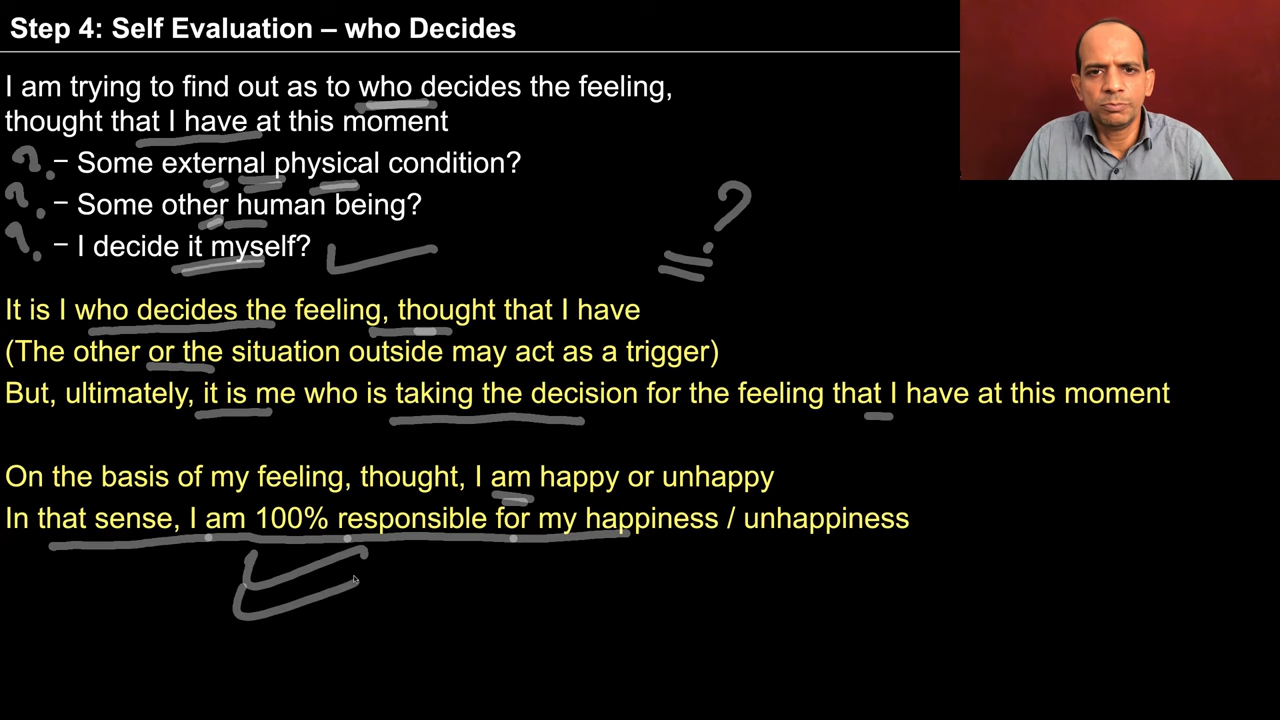 Step 4: Self Evaluation – who Decides
I am trying to find out as to who decides the feeling,
thought that I have at this moment
? – Some external physical condition?
? – Some other human being?
? – I decide it myself?
?
It is I who decides the feeling, thought that I have
(The other or the situation outside may act as a trigger)
But, ultimately, it is me who is taking the decision for the feeling that I have at this moment
On the basis of my feeling, thought, I am happy or unhappy
In that sense, I am 100% responsible for my happiness / unhappiness